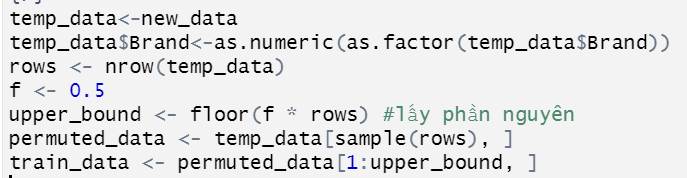 temp_data<-new_data
temp_data$Brand<-as.numeric(as.factor(temp_data$Brand))
rows <- nrow(temp_data)
f <- 0.5
upper_bound <- floor(f * rows) #lấy phần nguyên
permuted_data <- temp_data[sample(rows), ]
train_data <- permuted_data[1:upper_bound, ]